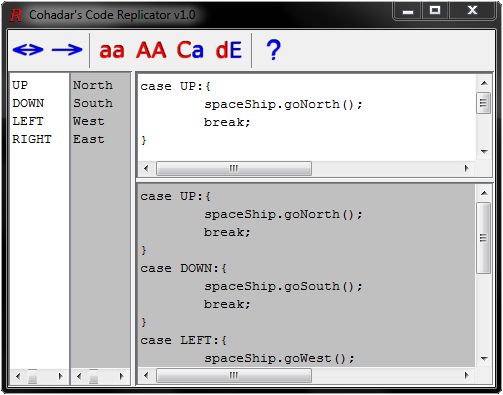 R Cohadar's Code Replicator v1.0
<-> -> aa AA Ca dE ?
UP
DOWN
LEFT
RIGHT
North
South
West
East
case UP:{
        spaceShip.goNorth();
        break;
}
case UP:{
        spaceShip.goNorth();
        break;
}
case DOWN:{
        spaceShip.goSouth();
        break;
}
case LEFT:{
        spaceShip.goWest();